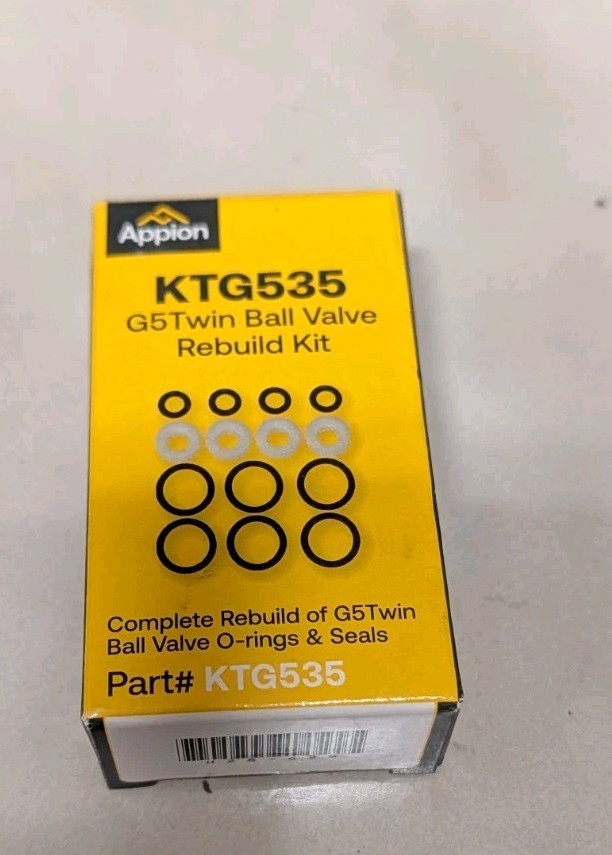 Appion
KTG535
G5Twin Ball Valve
Rebuild Kit
Complete Rebuild of G5Twin
Ball Valve O-rings & Seals
Part# KTG535